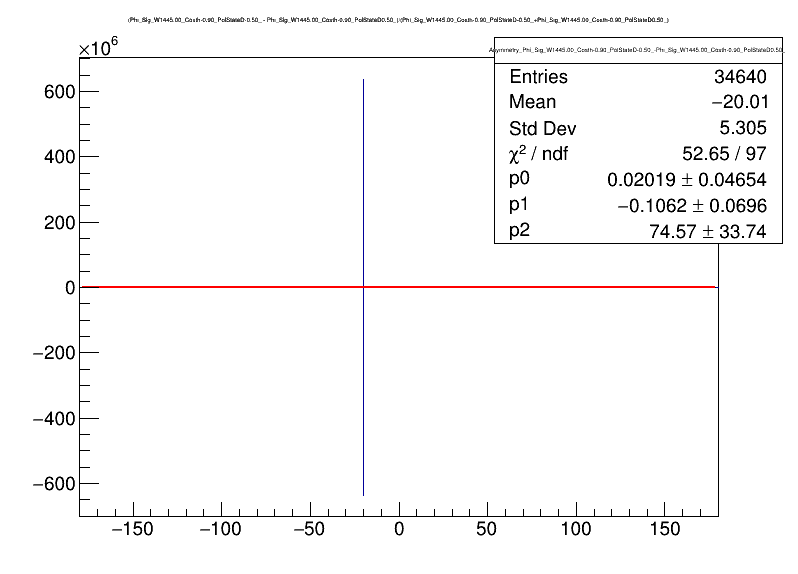 (Phi_Sig_W1445.00_Costh-0.90_PolStateD-0.50_ - Phi_Sig_W1445.00_Costh-0.90_PolStateD0.50_)/(Phi_Sig_W1445.00_Costh-0.90_PolStateD-0.50_+Phi_Sig_W1445.00_Costh-0.90_PolStateD0.50_)
×10⁶
Asymmetry_Phi_Sig_W1445.00_Costh-0.90_PolStateD-0.50_-Phi_Sig_W1445.00_Costh-0.90_PolStateD0.50_
Entries 34640
Mean −20.01
Std Dev 5.305
χ² / ndf 52.65 / 97
p0 0.02019 ± 0.04654
p1 −0.1062 ± 0.0696
p2 74.57 ± 33.74
600
400
200
0
−200
−400
−600
−150 −100 −50 0 50 100 150